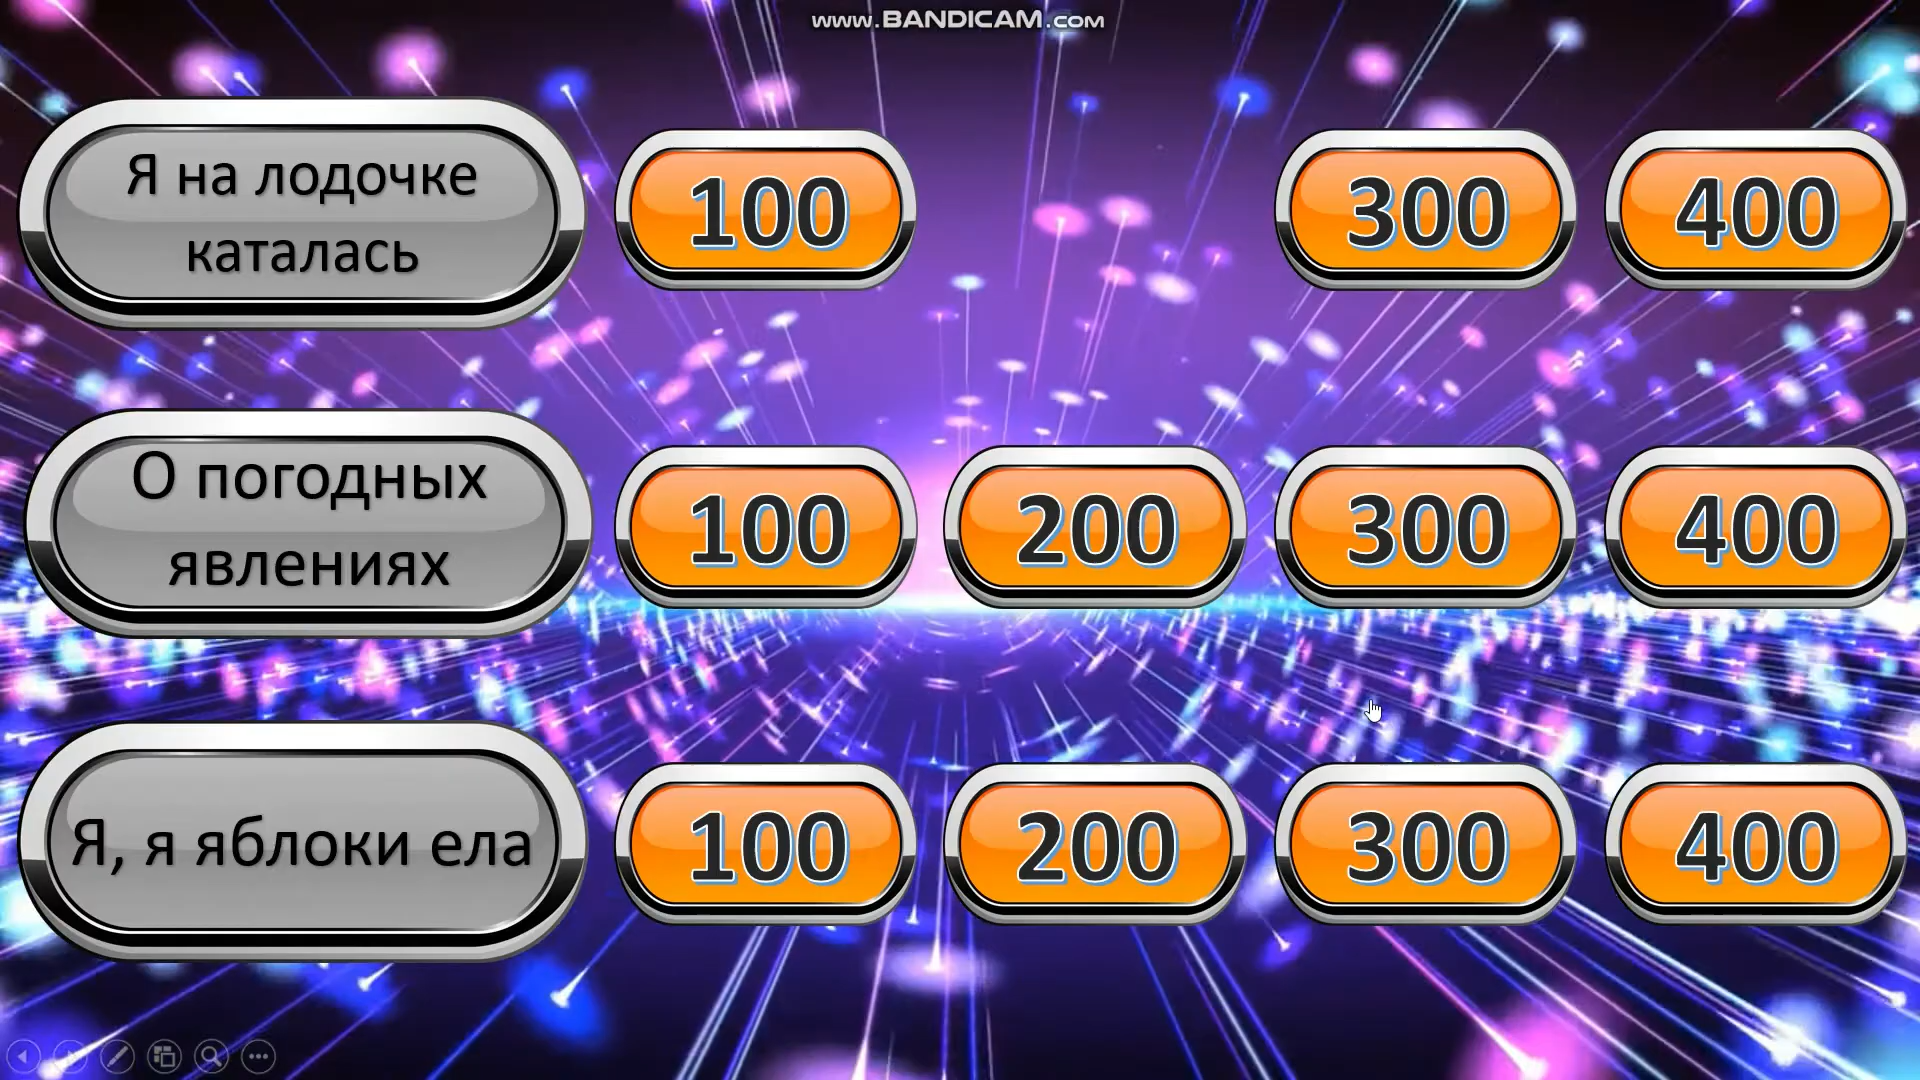 www.BANDICAM.com
Я на лодочке
каталась
100
300
400
О погодных
явлениях
100
200
300
400
Я, я яблоки ела
100
200
300
400